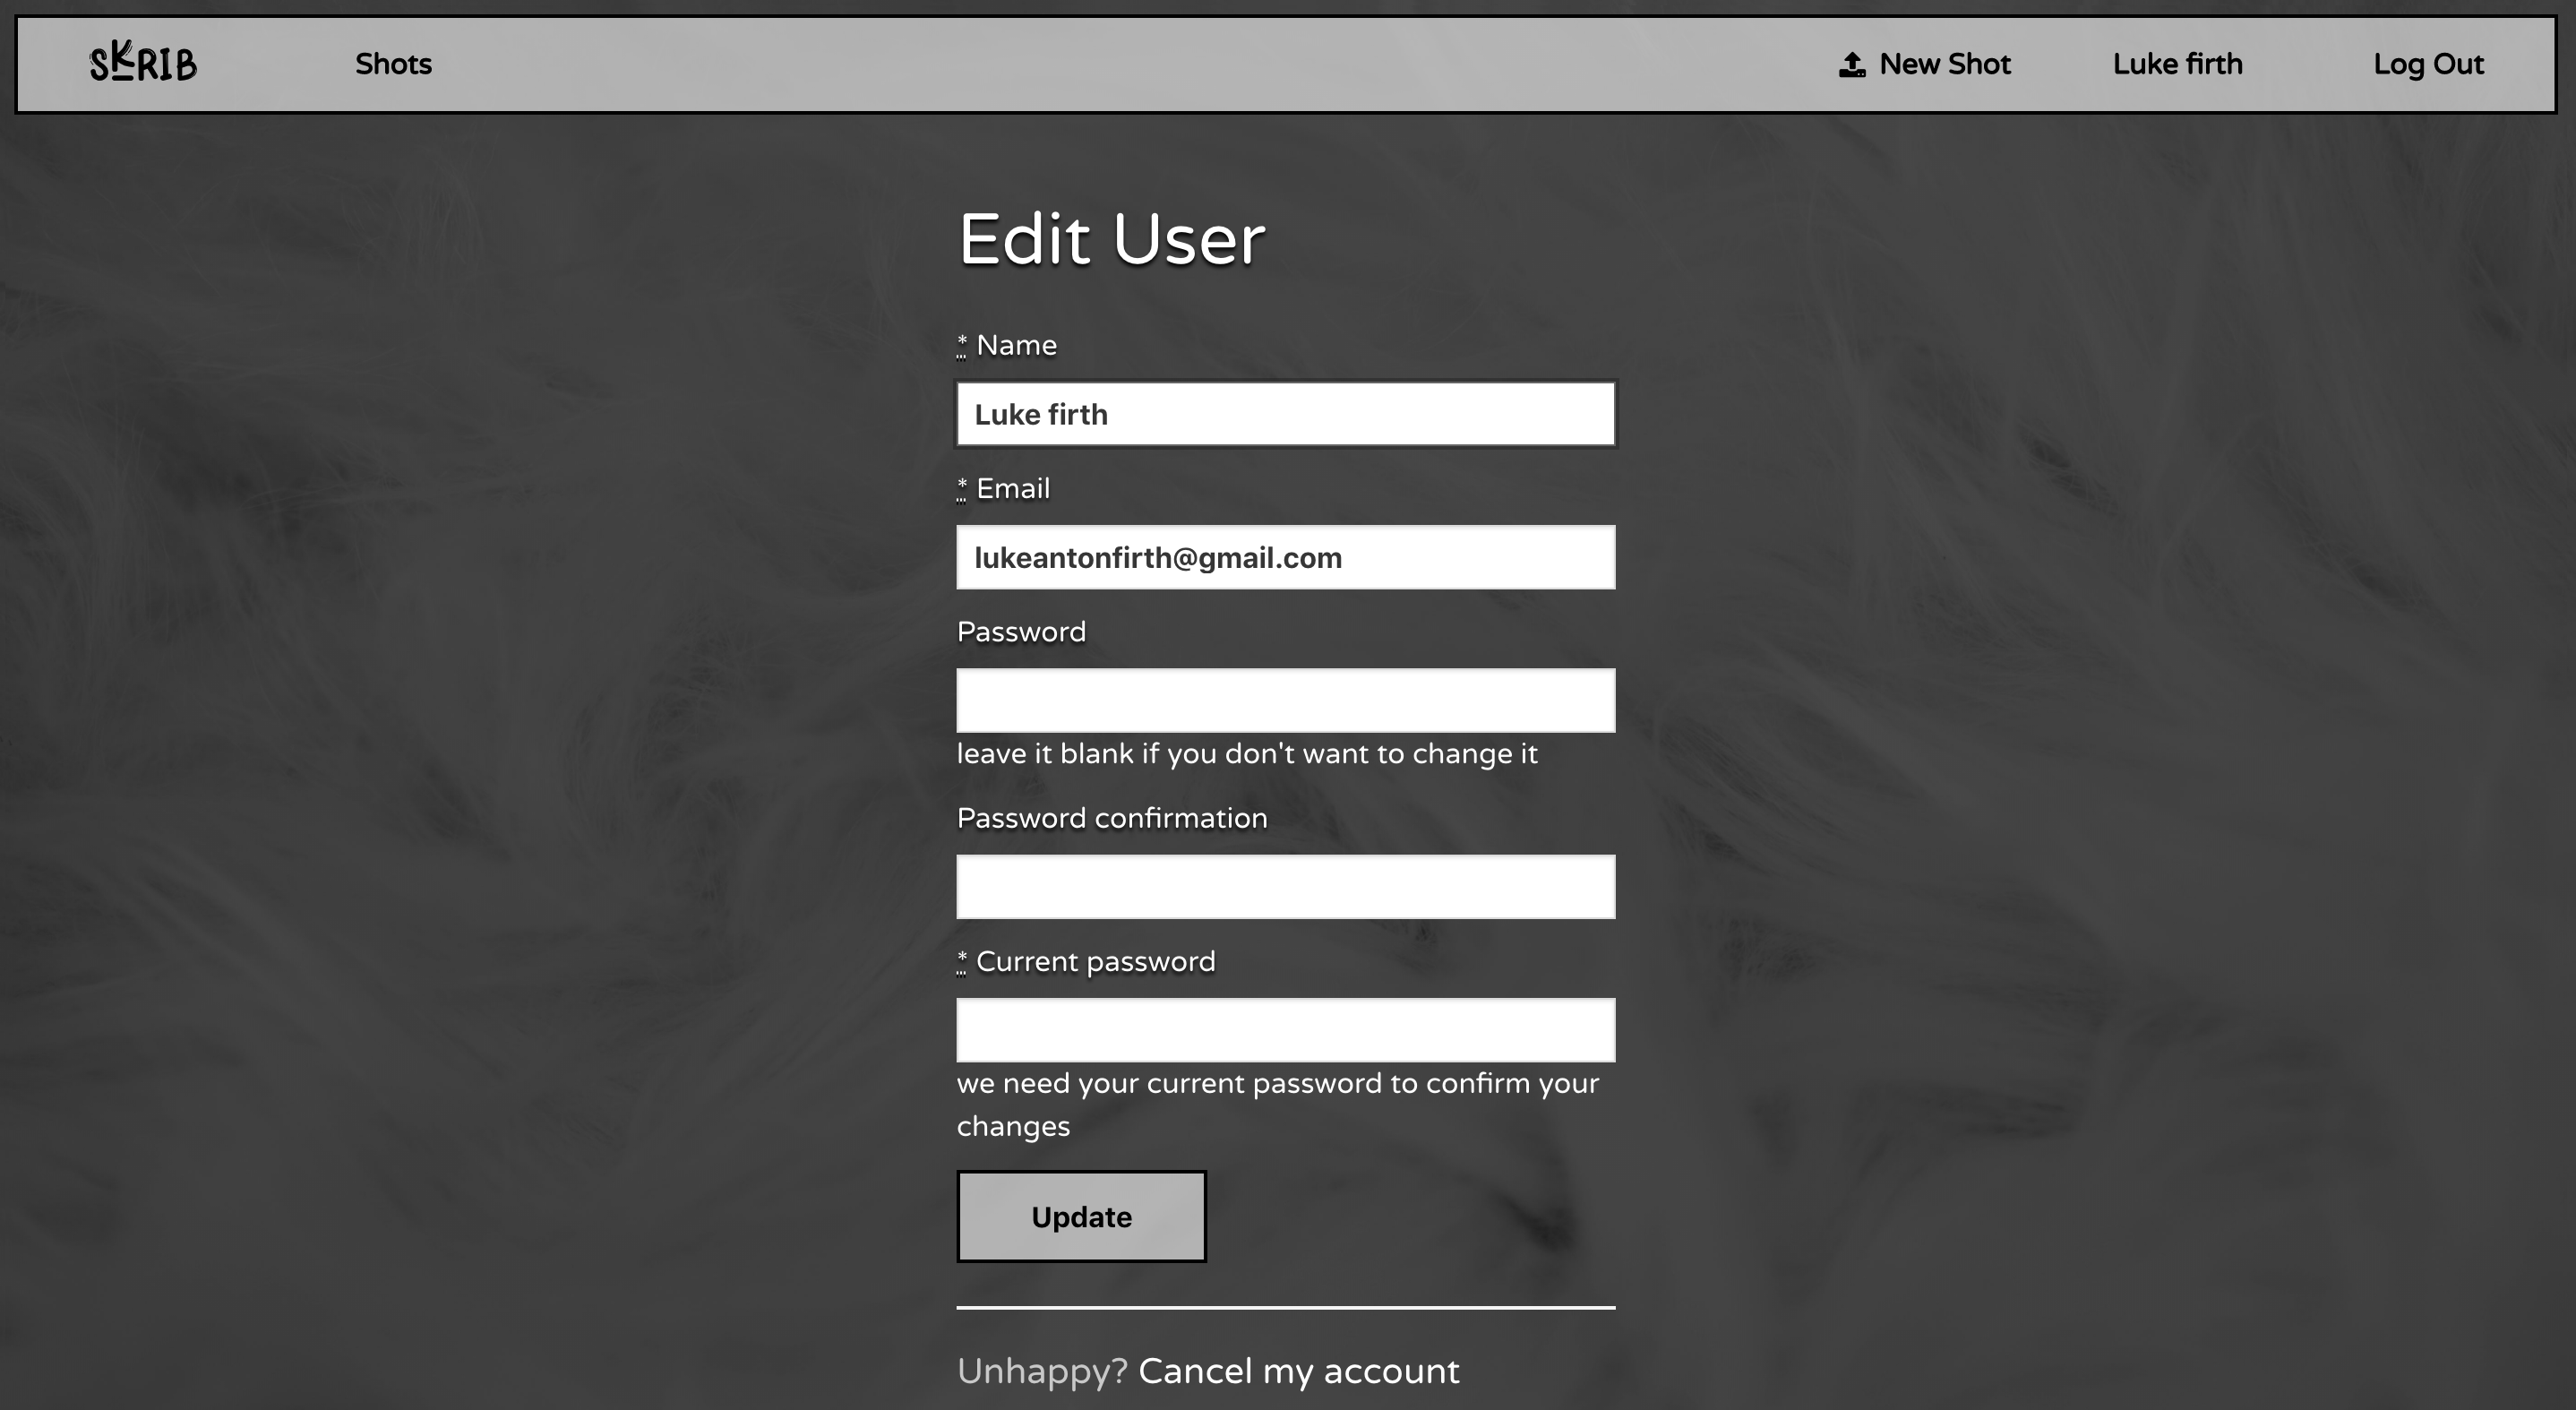 SKRIB
Shots
New Shot
Luke firth
Log Out
Edit User
* Name
Luke firth
* Email
lukeantonfirth@gmail.com
Password
leave it blank if you don't want to change it
Password confirmation
* Current password
we need your current password to confirm your
changes
Update
Unhappy? Cancel my account